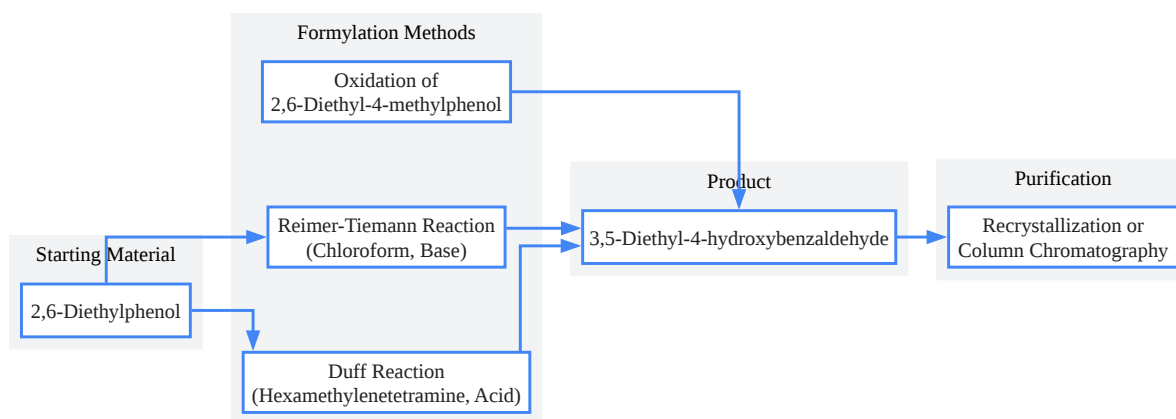 Formylation Methods
Oxidation of
2,6-Diethyl-4-methylphenol
Reimer-Tiemann Reaction
(Chloroform, Base)
Duff Reaction
(Hexamethylenetetramine, Acid)
Starting Material
2,6-Diethylphenol
Product
3,5-Diethyl-4-hydroxybenzaldehyde
Purification
Recrystallization or
Column Chromatography